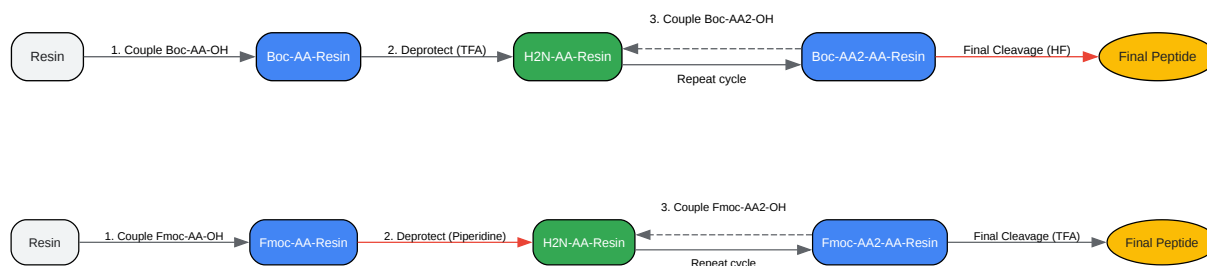 3. Couple Boc-AA2-OH
Resin
1. Couple Boc-AA-OH
Boc-AA-Resin
2. Deprotect (TFA)
H2N-AA-Resin
Repeat cycle
Boc-AA2-AA-Resin
Final Cleavage (HF)
Final Peptide
3. Couple Fmoc-AA2-OH
Resin
1. Couple Fmoc-AA-OH
Fmoc-AA-Resin
2. Deprotect (Piperidine)
H2N-AA-Resin
Repeat cycle
Fmoc-AA2-AA-Resin
Final Cleavage (TFA)
Final Peptide